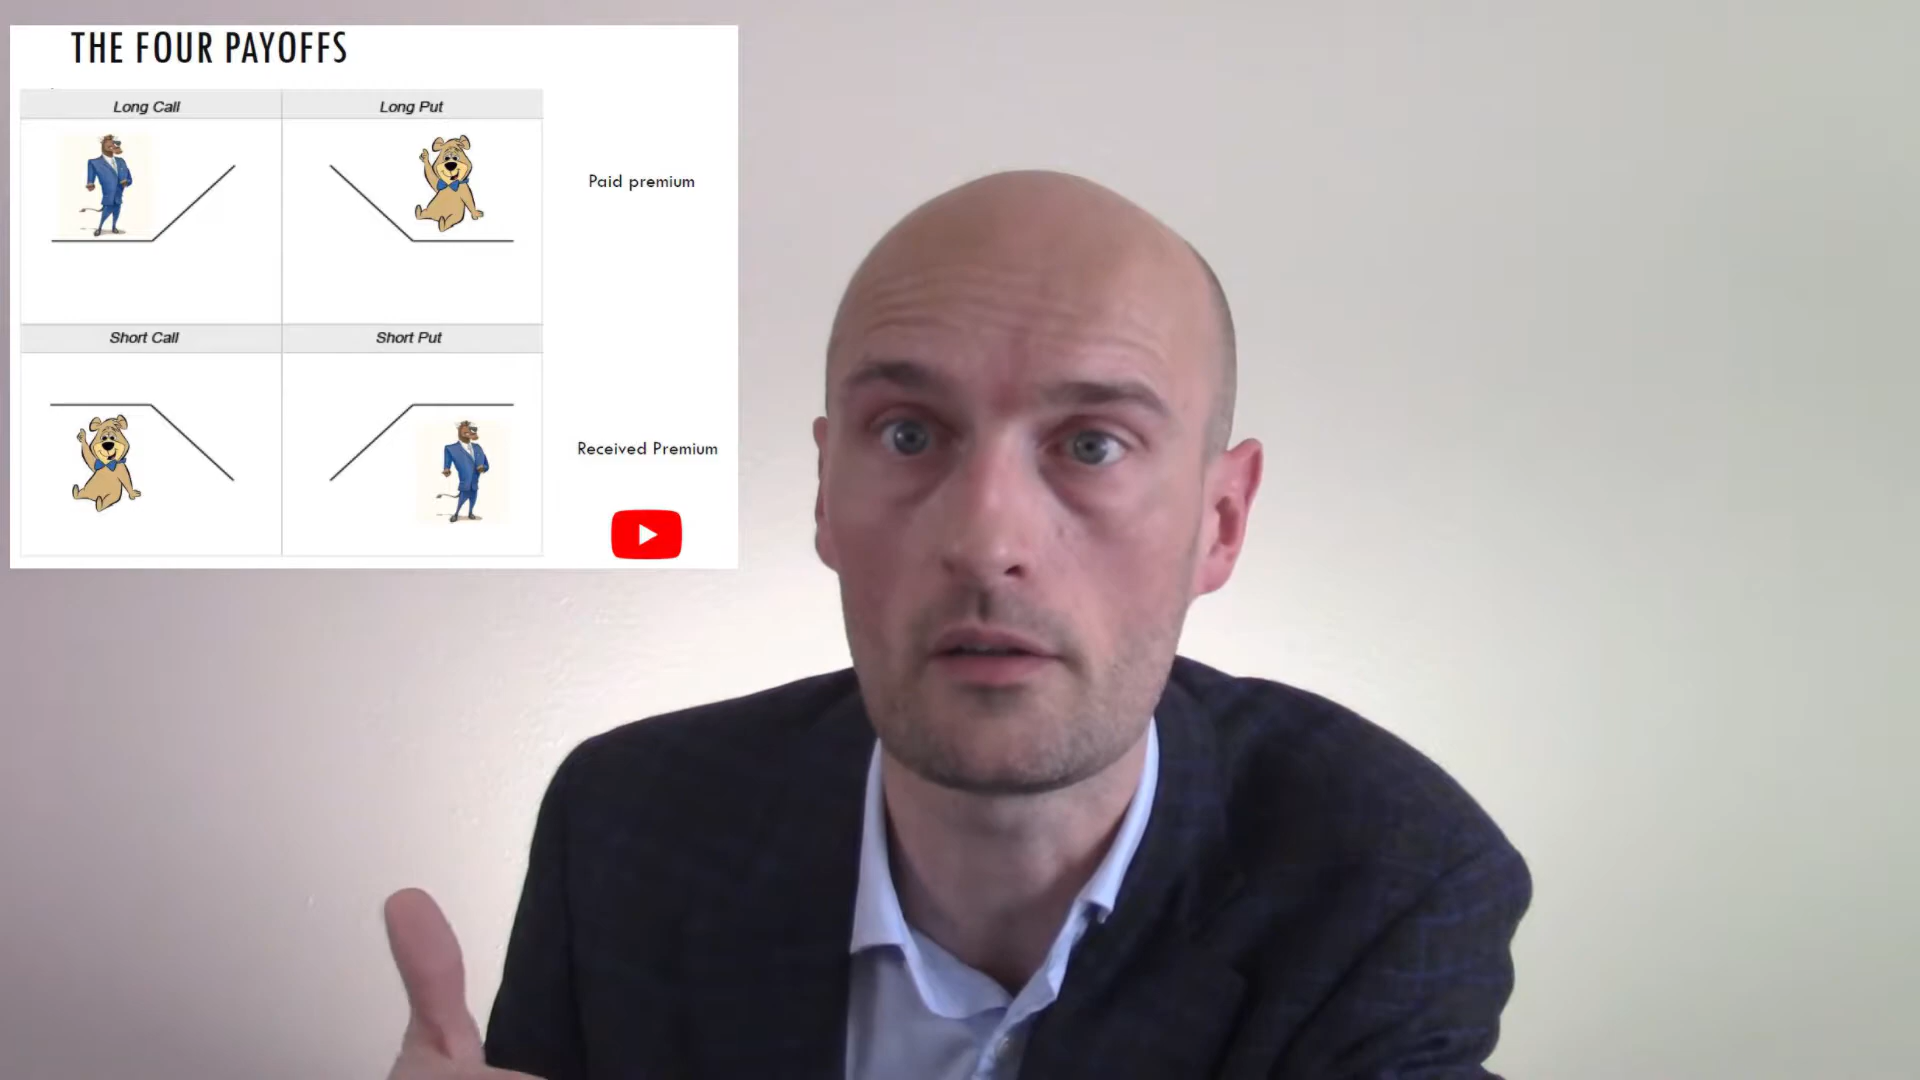 THE FOUR PAYOFFS
Long Call
Long Put
Paid premium
Short Call
Short Put
Received Premium